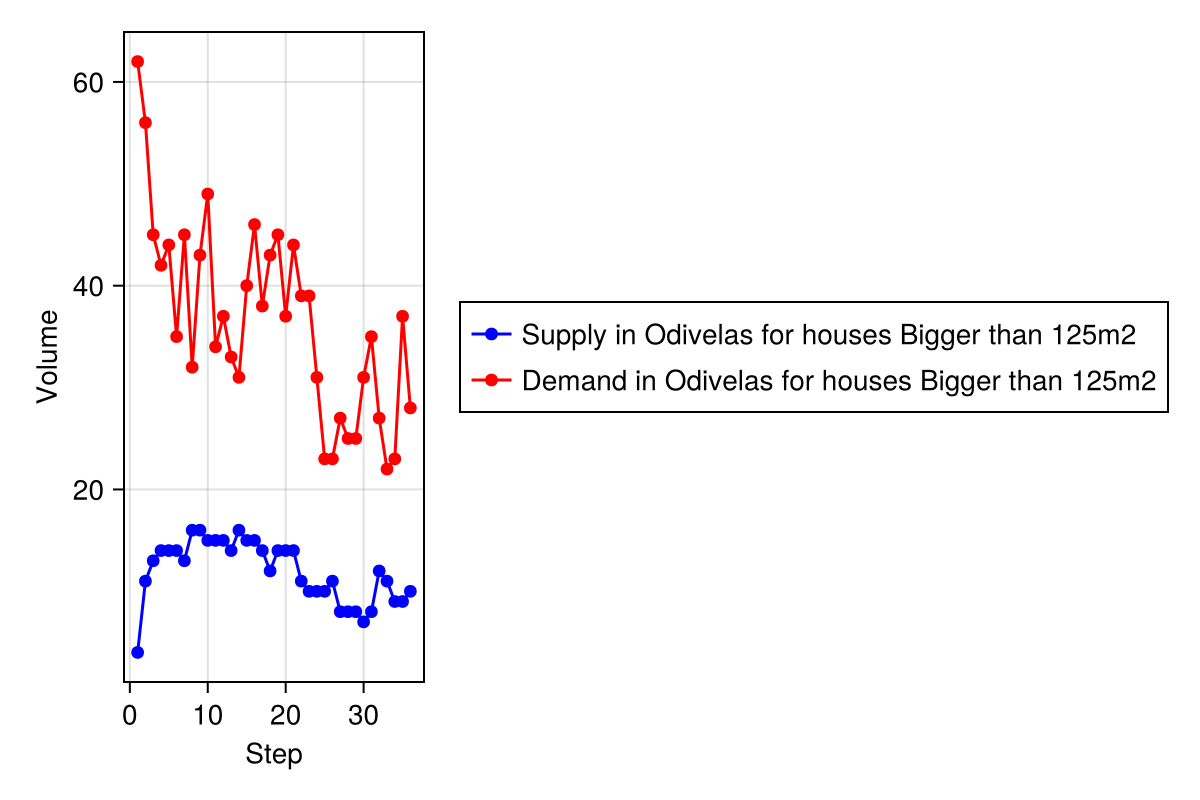 60
40
20
Volume
0 10 20 30
Step
Supply in Odivelas for houses Bigger than 125m2
Demand in Odivelas for houses Bigger than 125m2